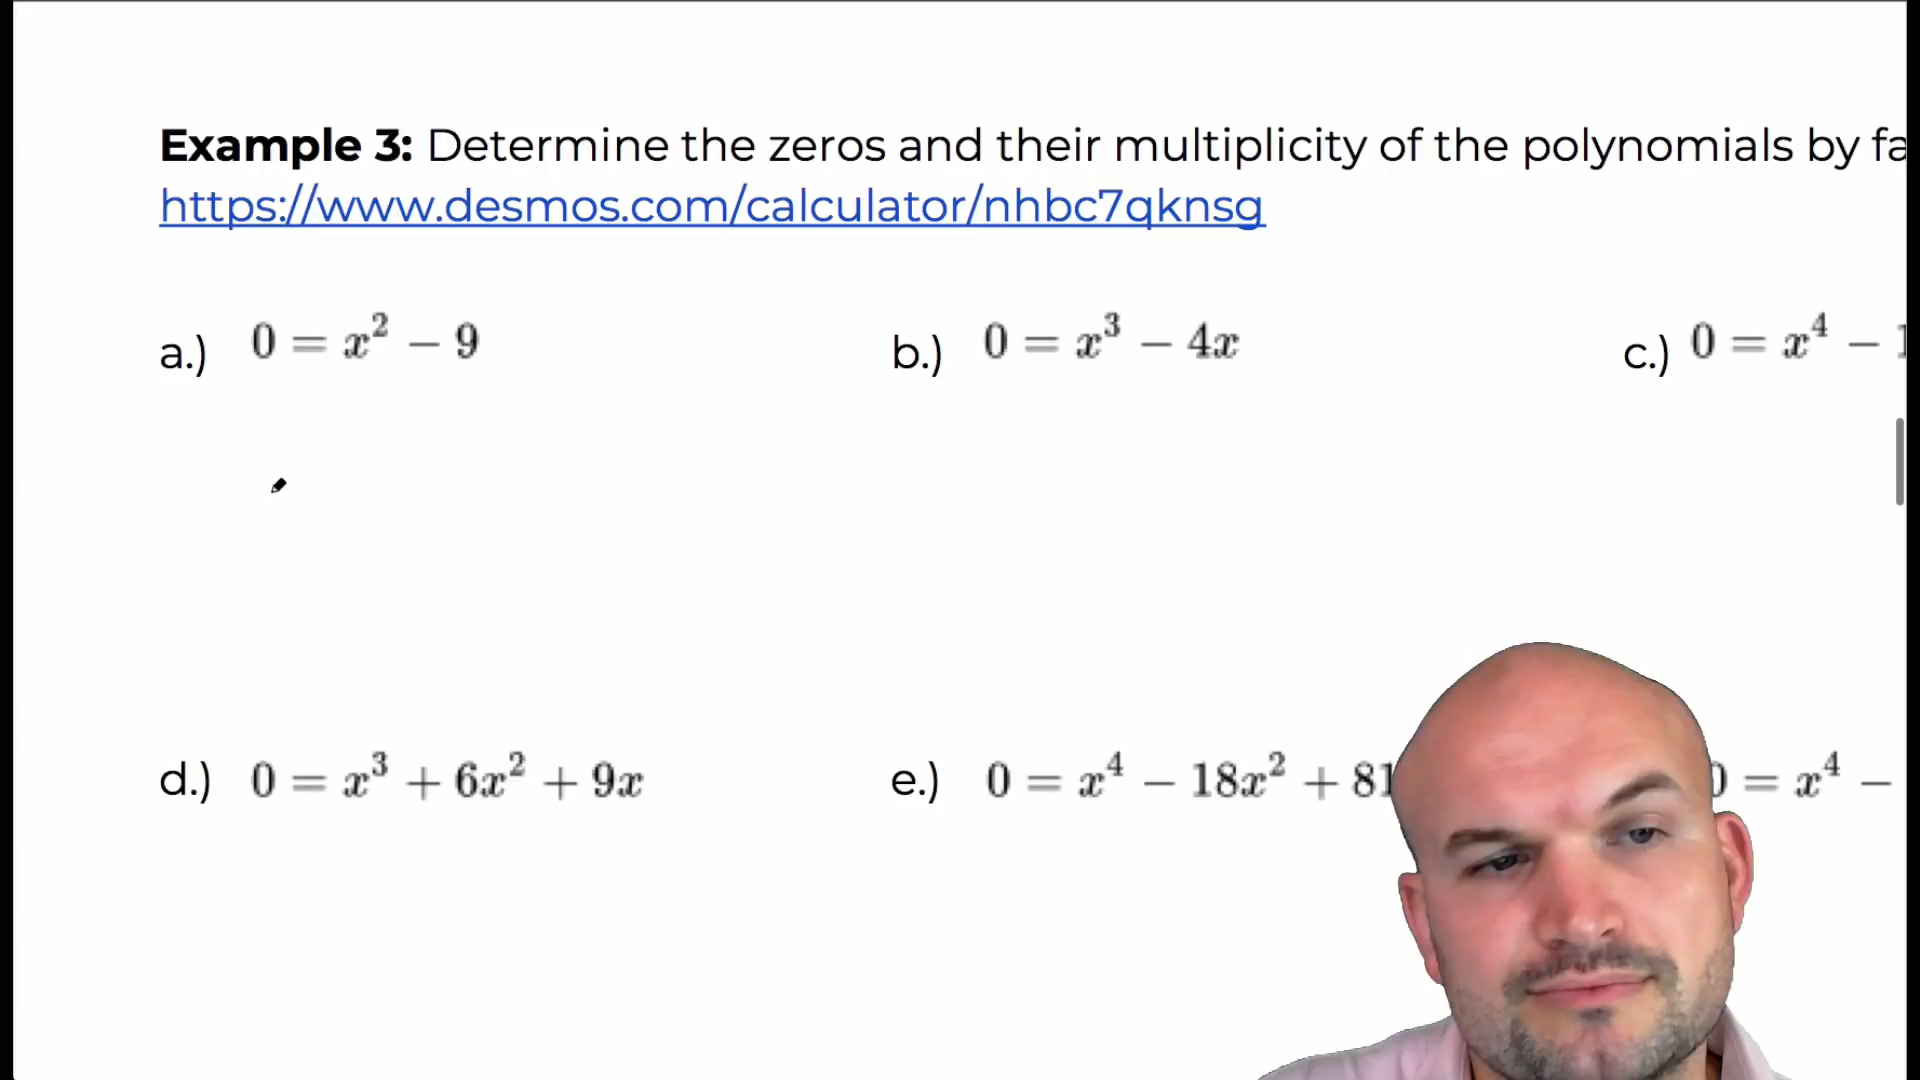 Example 3: Determine the zeros and their multiplicity of the polynomials by
https://www.desmos.com/calculator/nhbc7qknsg
a.) 0 = x² − 9 b.) 0 = x³ − 4x c.) 0 = x⁴ −
d.) 0 = x³ + 6x² + 9x e.) 0 = x⁴ − 18x² + 81 0 = x⁴ −